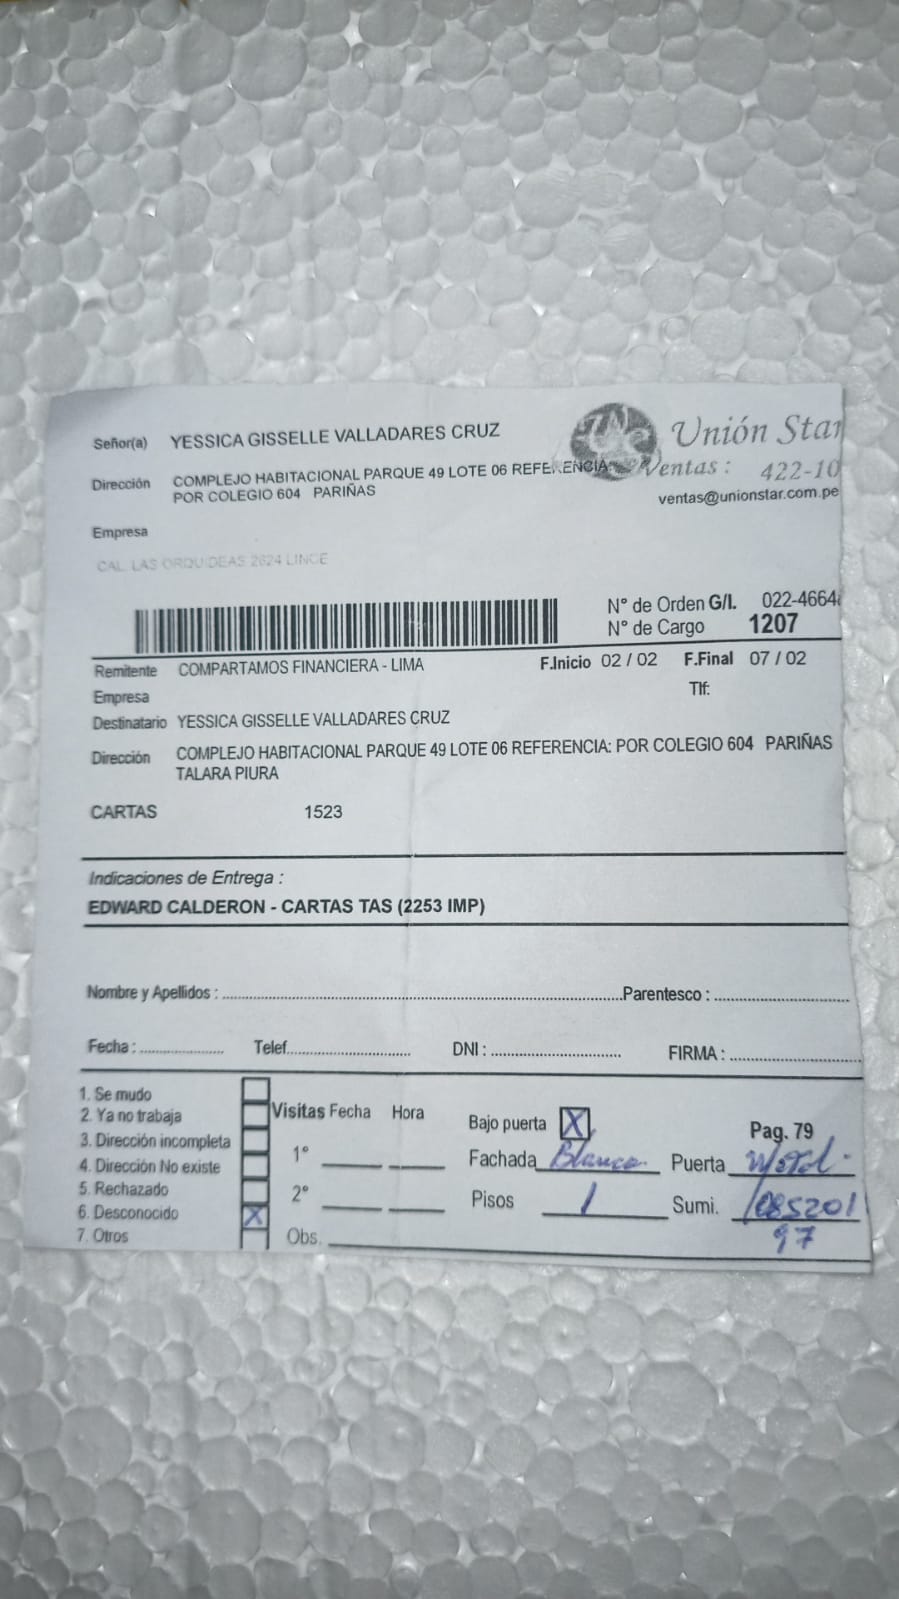 Señor(a) YESSICA GISSELLE VALLADARES CRUZ
Unión Star
Dirección COMPLEJO HABITACIONAL PARQUE 49 LOTE 06 REFERENCIA:
POR COLEGIO 604 PARIÑAS
Ventas : 422-10
ventas@unionstar.com.pe
Empresa
CAL. LAS ORQUIDEAS 2624 LINCE
N° de Orden G/I. 022-4664
N° de Cargo 1207
Remitente COMPARTAMOS FINANCIERA - LIMA F.Inicio 02 / 02 F.Final 07 / 02
Empresa Tlf:
Destinatario YESSICA GISSELLE VALLADARES CRUZ
Dirección COMPLEJO HABITACIONAL PARQUE 49 LOTE 06 REFERENCIA: POR COLEGIO 604 PARIÑAS
TALARA PIURA
CARTAS 1523
Indicaciones de Entrega :
EDWARD CALDERON - CARTAS TAS (2253 IMP)
Nombre y Apellidos : Parentesco :
Fecha : Telef. DNI : FIRMA :
1. Se mudo
2. Ya no trabaja
3. Dirección incompleta
4. Dirección No existe
5. Rechazado
6. Desconocido X
7. Otros
Visitas Fecha Hora
1°
2°
Obs.
Bajo puerta X
Fachada Blanca
Pisos 1
Pag. 79
Puerta
Sumi. 1085201
97